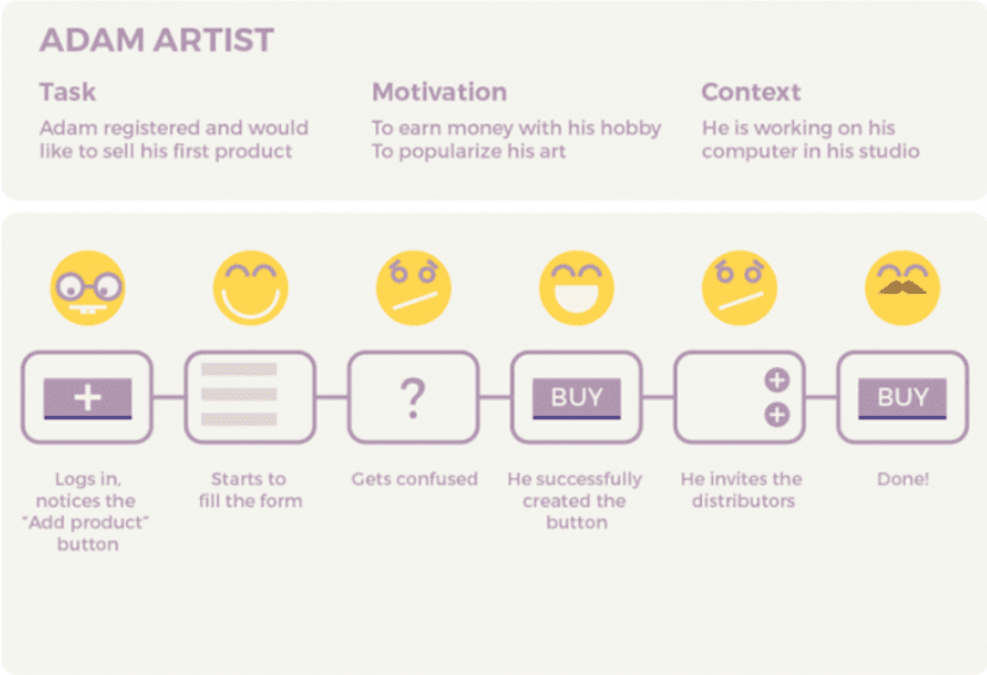 ADAM ARTIST
Task
Adam registered and would
like to sell his first product
Motivation
To earn money with his hobby
To popularize his art
Context
He is working on his
computer in his studio
+
?
BUY
+
+
BUY
Logs in,
notices the
“Add product”
button
Starts to
fill the form
Gets confused
He successfully
created the
button
He invites the
distributors
Done!